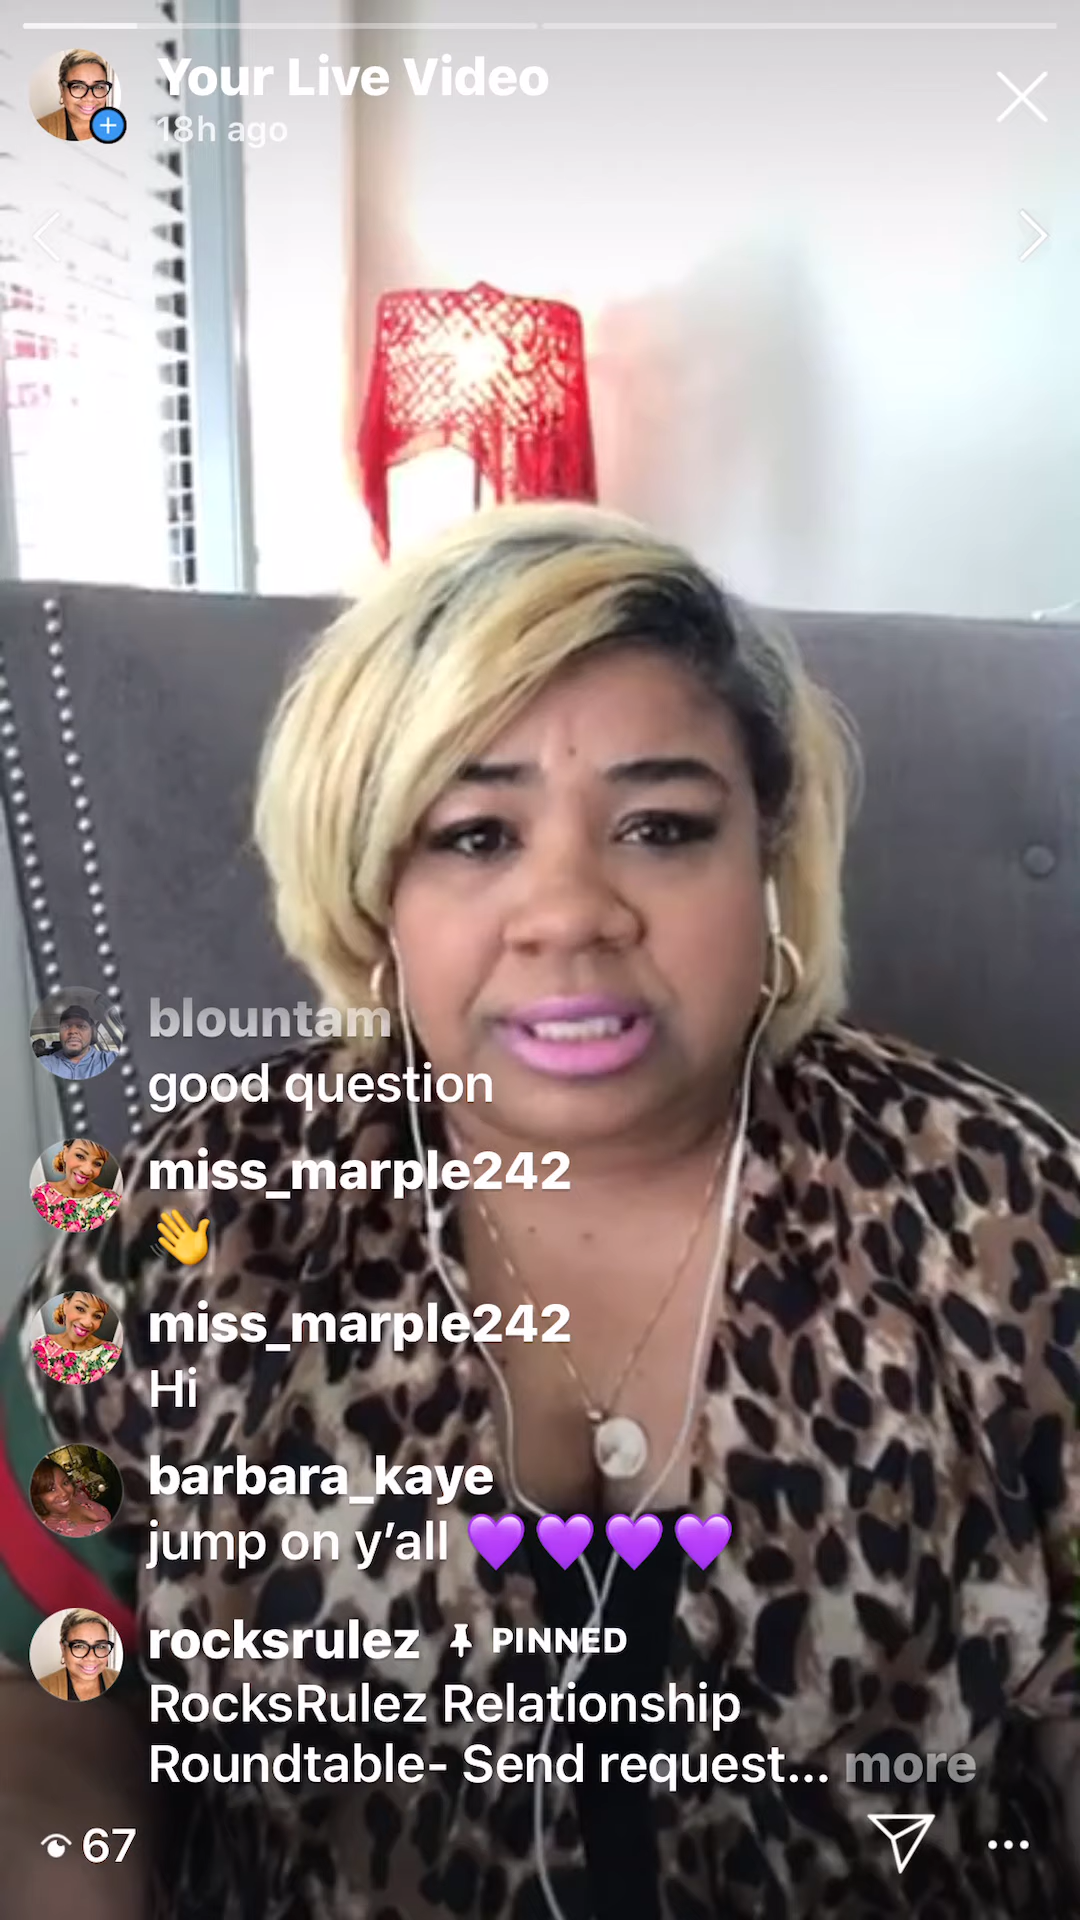 Your Live Video
18h ago
blountam
good question
miss_marple242
👋
miss_marple242
Hi
barbara_kaye
jump on y’all 💜💜💜💜
rocksrulez PINNED
RocksRulez Relationship
Roundtable- Send request... more
67